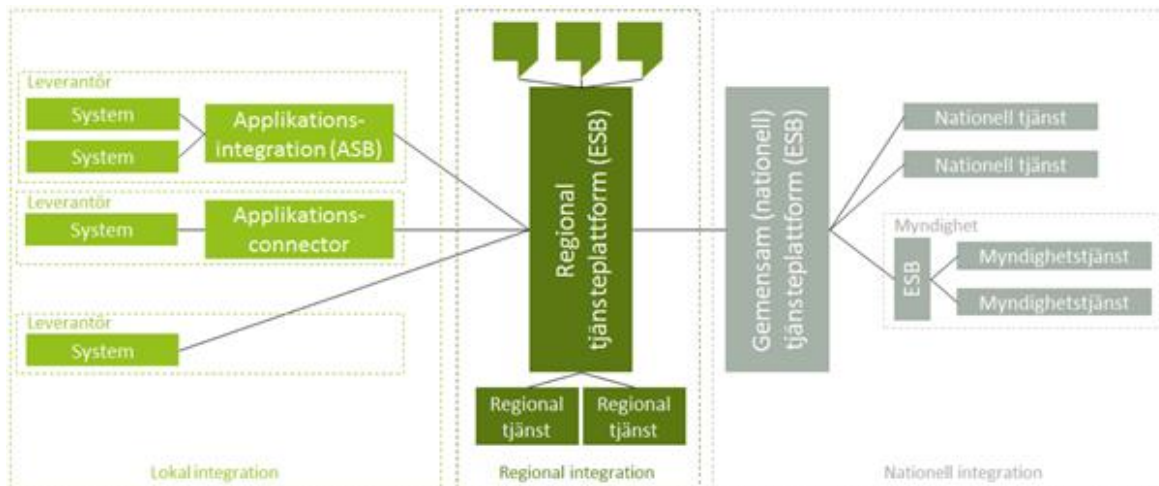 Leverantör
System
System
Applikations-
integration (ASB)
Leverantör
System
Applikations-
connector
Leverantör
System
Lokal integration
Regional
tjänsteplattform (ESB)
Regional
tjänst
Regional
tjänst
Regional integration
Gemensam (nationell)
tjänsteplattform (ESB)
Nationell tjänst
Nationell tjänst
Myndighet
ESB
Myndighetstjänst
Myndighetstjänst
Nationell integration